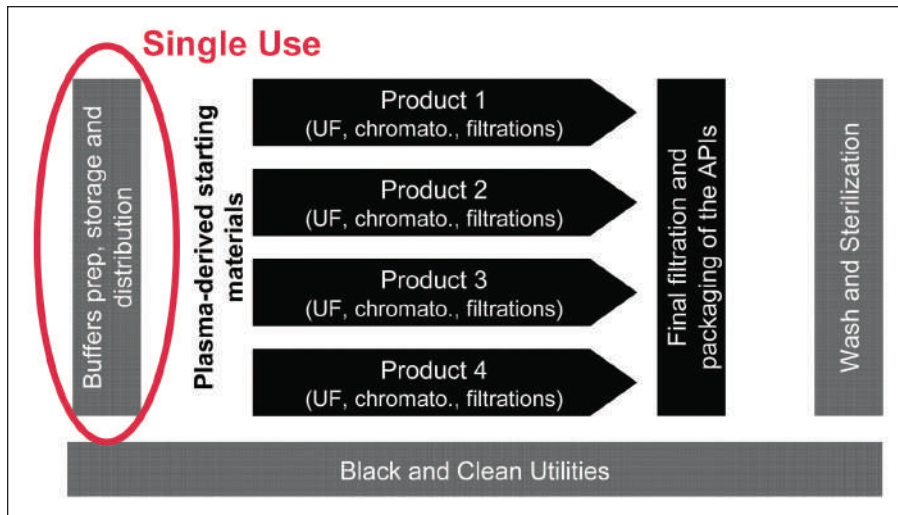 Single Use
Buffers prep, storage and
distribution
Plasma-derived starting
materials
Product 1
(UF, chromato., filtrations)
Product 2
(UF, chromato., filtrations)
Product 3
(UF, chromato., filtrations)
Product 4
(UF, chromato., filtrations)
Final filtration and
packaging of the APIs
Wash and Sterilization
Black and Clean Utilities